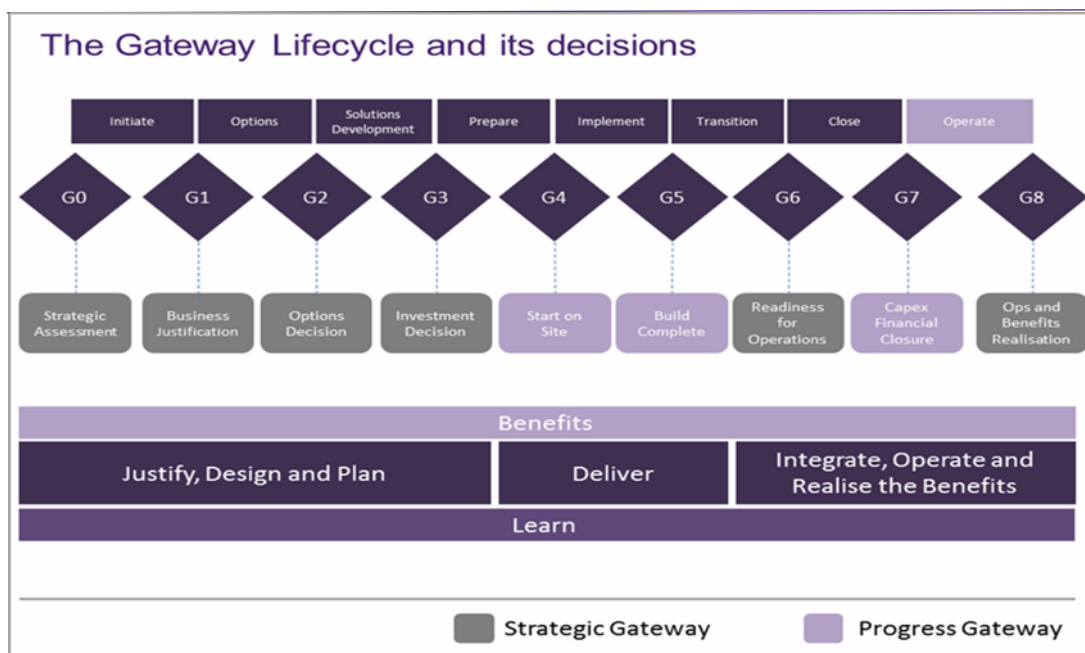 The Gateway Lifecycle and its decisions
Initiate
Options
Solutions
Development
Prepare
Implement
Transition
Close
Operate
G0
G1
G2
G3
G4
G5
G6
G7
G8
Strategic
Assessment
Business
Justification
Options
Decision
Investment
Decision
Start on
Site
Build
Complete
Readiness
for
Operations
Capex
Financial
Closure
Ops and
Benefits
Realisation
Benefits
Justify, Design and Plan
Deliver
Integrate, Operate and
Realise the Benefits
Learn
Strategic Gateway
Progress Gateway